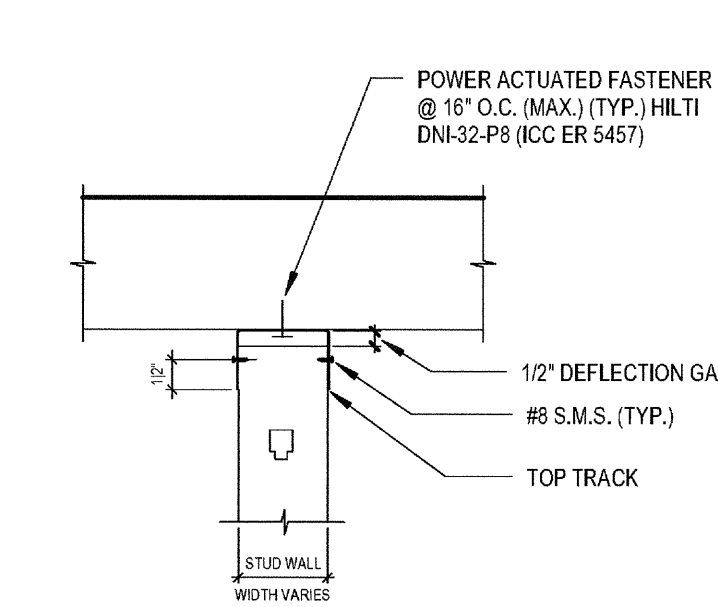 POWER ACTUATED FASTENER
@ 16" O.C. (MAX.) (TYP.) HILTI
DNI-32-P8 (ICC ER 5457)
1/2" DEFLECTION GA
1/2"
#8 S.M.S. (TYP.)
TOP TRACK
STUD WALL
WIDTH VARIES